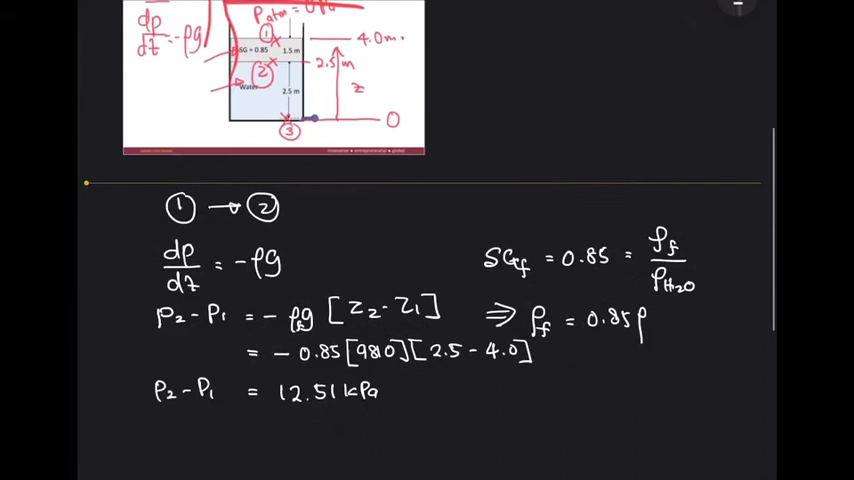 Patm = 0 Pa
dp/dz = -ρg
①
SG = 0.85
1.5 m
4.0 m.
②
2.5 m
Water
2.5 m
z
③
0
① → ②
dp/dz = -ρg
SGf = 0.85 = ρf/ρH2O
P2 - P1 = - ρfg [Z2 - Z1]
⇒ ρf = 0.85ρ
= - 0.85[9810][2.5 - 4.0]
P2 - P1 = 12.51 kPa